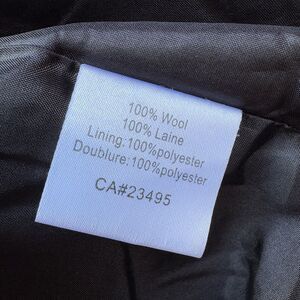 100% Wool
100% Laine
Lining:100%polyester
Doublure:100%polyester
CA#23495